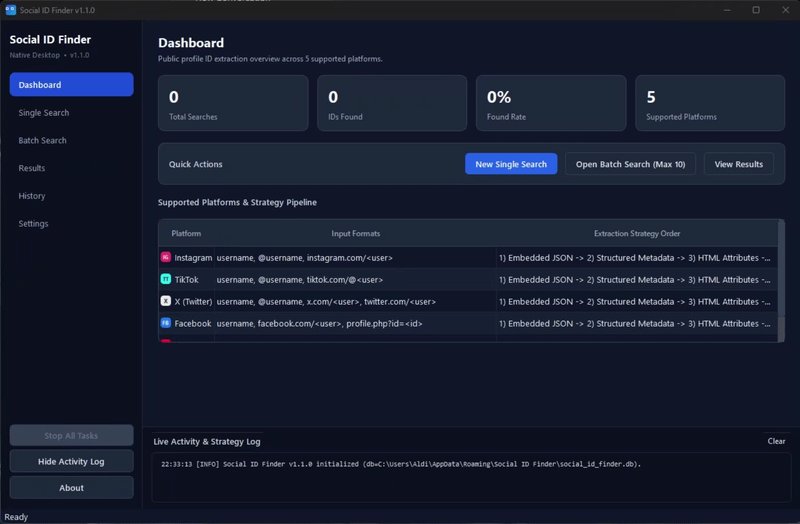 Social ID Finder v1.1.0
Social ID Finder
Native Desktop • v1.1.0
Dashboard
Single Search
Batch Search
Results
History
Settings
Stop All Tasks
Hide Activity Log
About
Dashboard
Public profile ID extraction overview across 5 supported platforms.
0
Total Searches
0
IDs Found
0%
Found Rate
5
Supported Platforms
Quick Actions
New Single Search
Open Batch Search (Max 10)
View Results
Supported Platforms & Strategy Pipeline
Platform Input Formats Extraction Strategy Order
IG Instagram username, @username, instagram.com/<user> 1) Embedded JSON -> 2) Structured Metadata -> 3) HTML Attributes -...
TT TikTok username, @username, tiktok.com/@<user> 1) Embedded JSON -> 2) Structured Metadata -> 3) HTML Attributes -...
X X (Twitter) username, @username, x.com/<user>, twitter.com/<user> 1) Embedded JSON -> 2) Structured Metadata -> 3) HTML Attributes -...
FB Facebook username, facebook.com/<user>, profile.php?id=<id> 1) Embedded JSON -> 2) Structured Metadata -> 3) HTML Attributes -...
Live Activity & Strategy Log
Clear
22:33:13 [INFO] Social ID Finder v1.1.0 initialized (db=C:\Users\Aldi\AppData\Roaming\Social ID Finder\social_id_finder.db).
Ready